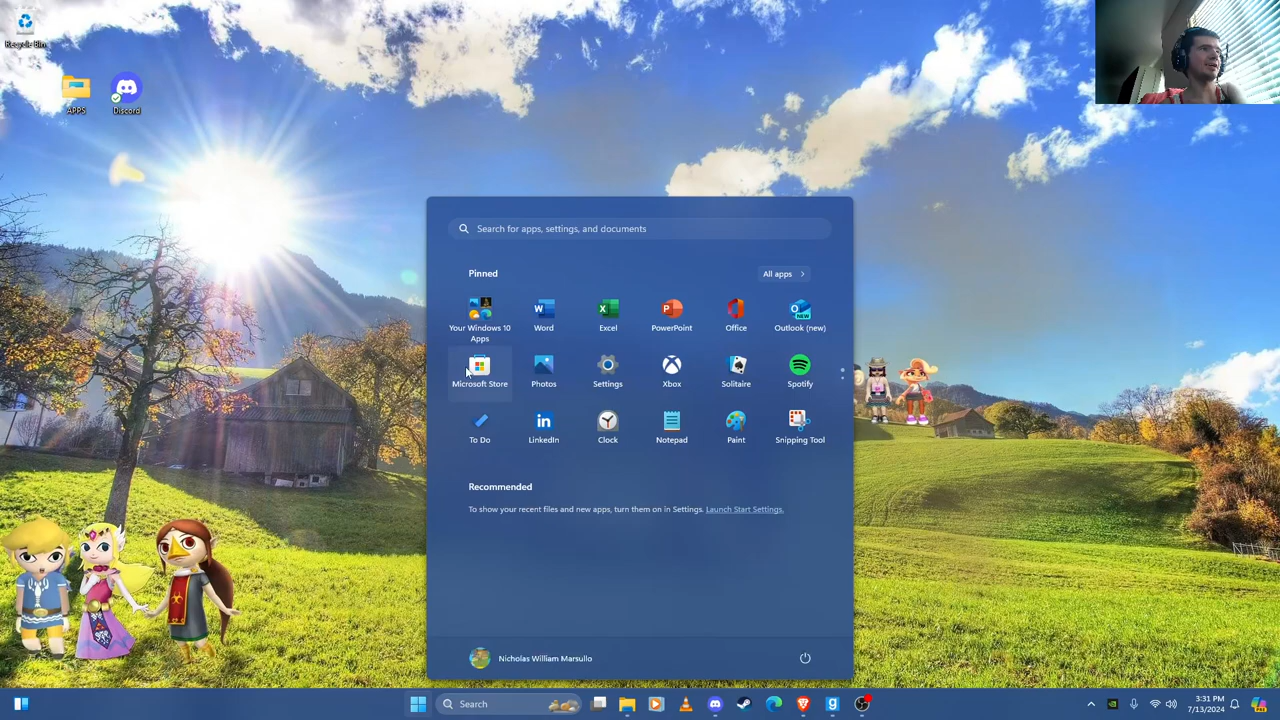 Recycle Bin
APPS
Discord
Search for apps, settings, and documents
Pinned
All apps
Your Windows 10 Apps
Word
Excel
PowerPoint
Office
Outlook (new)
Microsoft Store
Photos
Settings
Xbox
Solitaire
Spotify
To Do
LinkedIn
Clock
Notepad
Paint
Snipping Tool
Recommended
To show your recent files and new apps, turn them on in Settings. Launch Start Settings.
Nicholas William Marsullo
Search
3:31 PM
7/13/2024